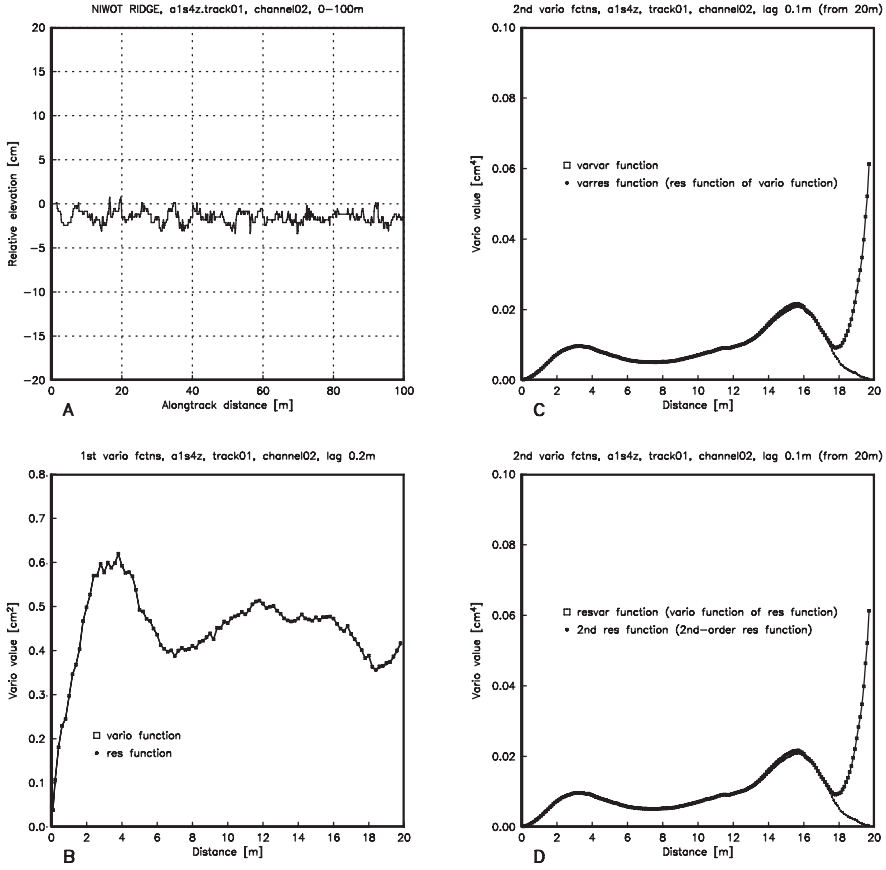 NIWOT RIDGE, a1s4z.track01, channel02, 0-100m
20
15
10
5
0
-5
-10
-15
-20
Relative elevation [cm]
0 20 40 60 80 100
Alongtrack distance [m]
A
2nd vario fctns, a1s4z, track01, channel02, lag 0.1m (from 20m)
0.10
0.08
0.06
0.04
0.02
0.00
Vario value [cm⁴]
varvar function
varres function (res function of vario function)
0 2 4 6 8 10 12 14 16 18 20
Distance [m]
C
1st vario fctns, a1s4z, track01, channel02, lag 0.2m
0.8
0.7
0.6
0.5
0.4
0.3
0.2
0.1
0.0
Vario value [cm²]
vario function
res function
0 2 4 6 8 10 12 14 16 18 20
Distance [m]
B
2nd vario fctns, a1s4z, track01, channel02, lag 0.1m (from 20m)
0.10
0.08
0.06
0.04
0.02
0.00
Vario value [cm⁴]
resvar function (vario function of res function)
2nd res function (2nd-order res function)
0 2 4 6 8 10 12 14 16 18 20
Distance [m]
D